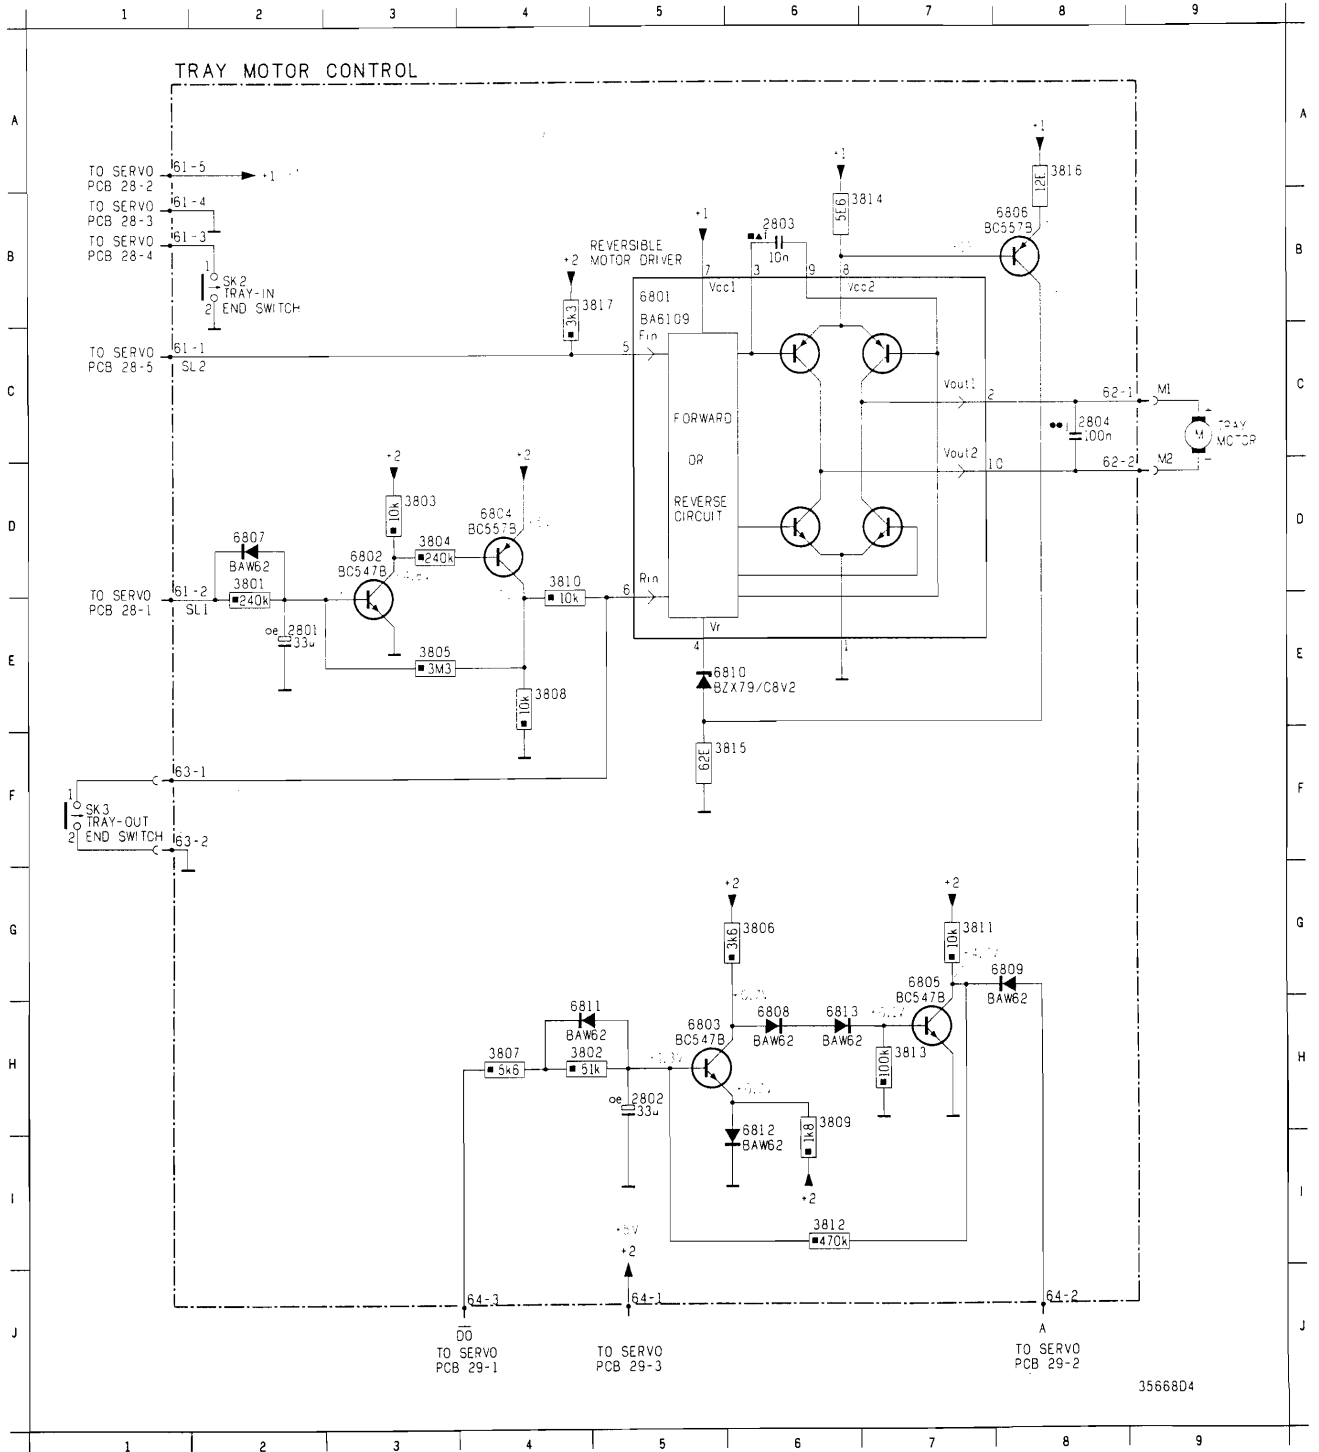 1 2 3 4 5 6 7 8 9
TRAY MOTOR CONTROL
A
A
TO SERVO
PCB 28-2
61-5
+1
TO SERVO
PCB 28-3
61-4
TO SERVO
PCB 28-4
61-3
B
B
1
SK2
TRAY-IN
2 END SWITCH
REVERSIBLE
MOTOR DRIVER
+2
3817
3k3
+1
7
Vcc1
6801
BA6109
Fin
5
2803
10n
3
9
8
Vcc2
+1
3814
5E6
+1
3816
12E
6806
BC557B
TO SERVO
PCB 28-5
61-1
SL2
C
C
FORWARD
OR
REVERSE
CIRCUIT
Vout1
2
Vout2
10
2804
100n
62-1
M1
62-2
M2
+
M
MOTOR
-
D
D
+2
3803
10k
+2
6804
BC557B
3804
240k
6807
BAW62
6802
BC547B
3801
240k
TO SERVO
PCB 28-1
61-2
SL1
3810
10k
Rin
6
Vr
4
1
E
E
oe 2801
33u
3805
3M3
3808
10k
6810
BZX79/C8V2
3815
62E
F
F
63-1
1
SK3
TRAY-OUT
2 END SWITCH
63-2
G
G
+2
3806
3k6
+2
3811
10k
6809
BAW62
6805
BC547B
6811
BAW62
6803
BC547B
6808
BAW62
6813
BAW62
H
H
3807
5k6
3802
51k
3813
100k
oe 2802
33u
6812
BAW62
3809
1k8
+2
I
I
3812
470k
+5V
+2
64-3
64-1
64-2
J
J
DO
TO SERVO
PCB 29-1
TO SERVO
PCB 29-3
A
TO SERVO
PCB 29-2
35668D4
1 2 3 4 5 6 7 8 9